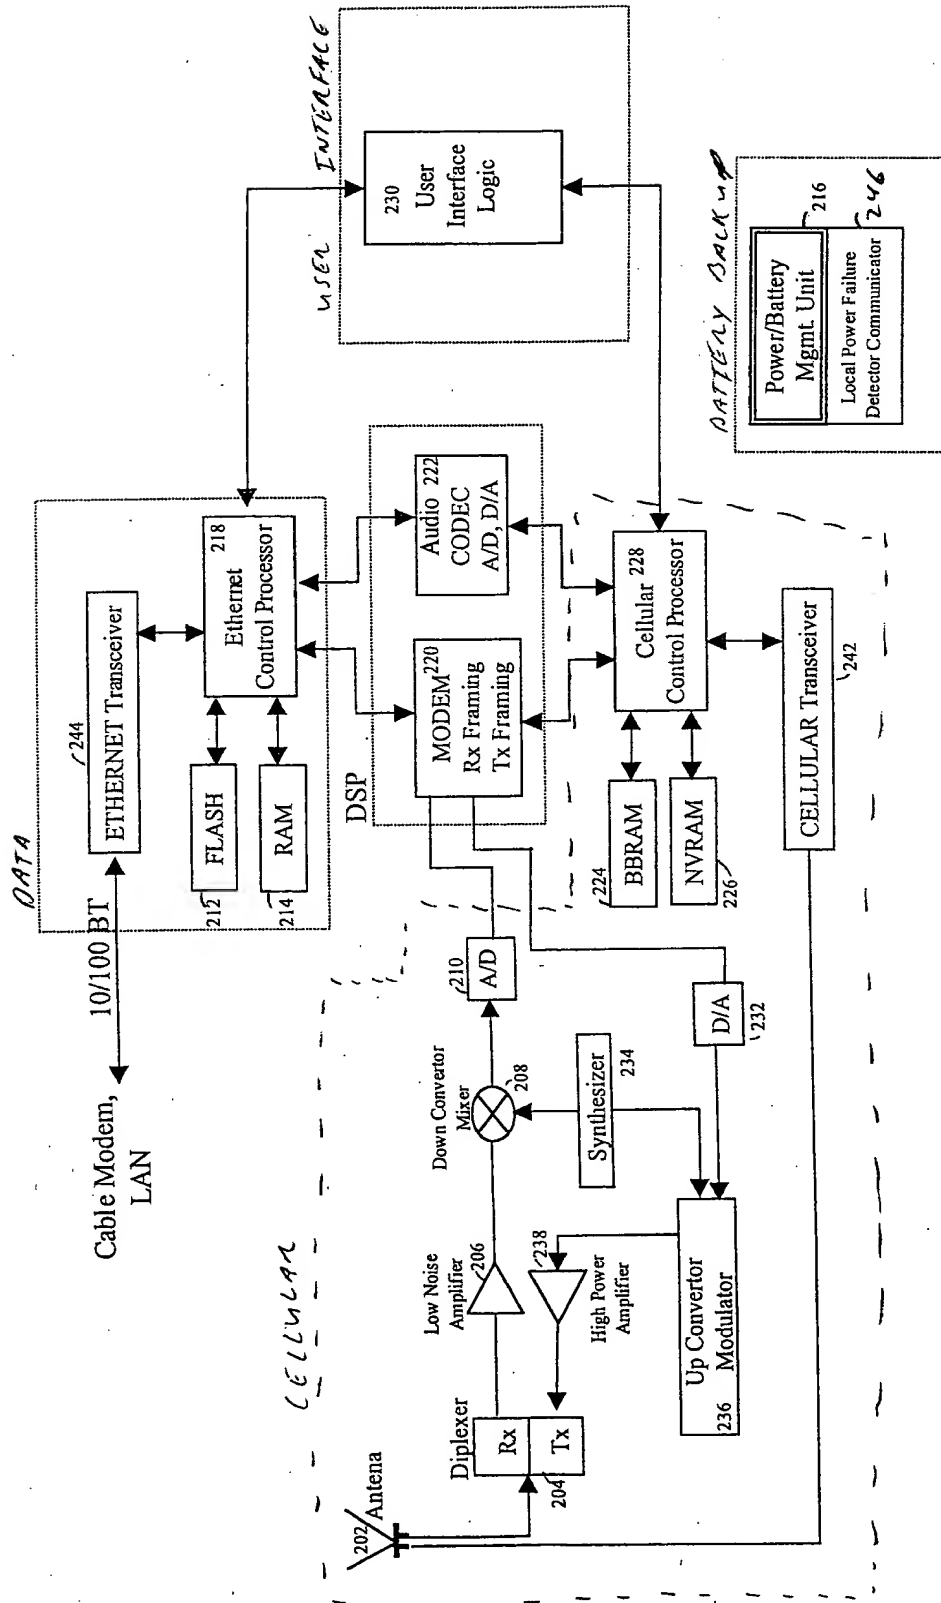 DATA
Cable Modem,
LAN
10/100 BT
244
ETHERNET Transceiver
218
Ethernet
Control Processor
FLASH
212
RAM
214
USER INTERFACE
230
User
Interface
Logic
DSP
MODEM 220
Rx Framing
Tx Framing
Audio 222
CODEC
A/D, D/A
CELLULAR
202
Antena
Diplexer
Rx
Tx
204
Low Noise
Amplifier
206
Down Convertor
Mixer
208
210
A/D
Synthesizer
234
238
High Power
Amplifier
Up Convertor
Modulator
236
D/A
232
224
BBRAM
NVRAM
226
Cellular 228
Control Processor
CELLULAR Transceiver
242
BATTERY BACKUP
Power/Battery
Mgmt. Unit
216
Local Power Failure
Detector Communicator
246